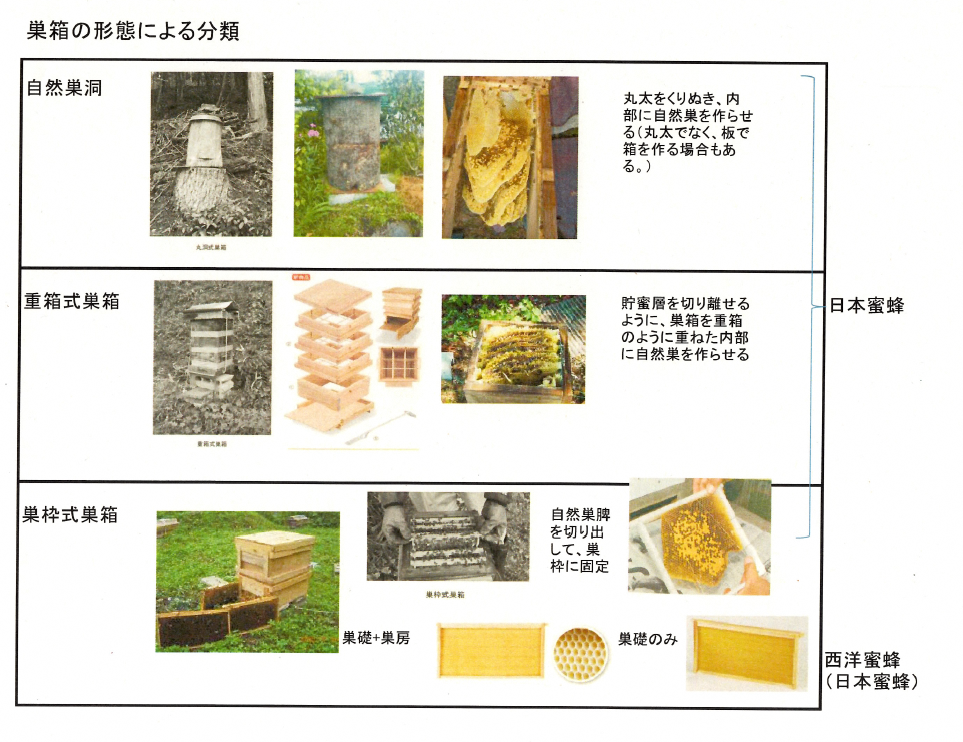 巣箱の形態による分類
自然巣洞
丸太をくりぬき、内
部に自然巣を作らせ
る(丸太でなく、板で
箱を作る場合もあ
る。)
丸洞式巣箱
重箱式巣箱
貯蜜層を切り離せる
ように、巣箱を重箱
のように重ねた内部
に自然巣を作らせる
日本蜜蜂
重箱式巣箱
巣枠式巣箱
自然巣脾
を切り出
して、巣
枠に固定
巣枠式巣箱
巣礎+巣房
巣礎のみ
西洋蜜蜂
(日本蜜蜂)